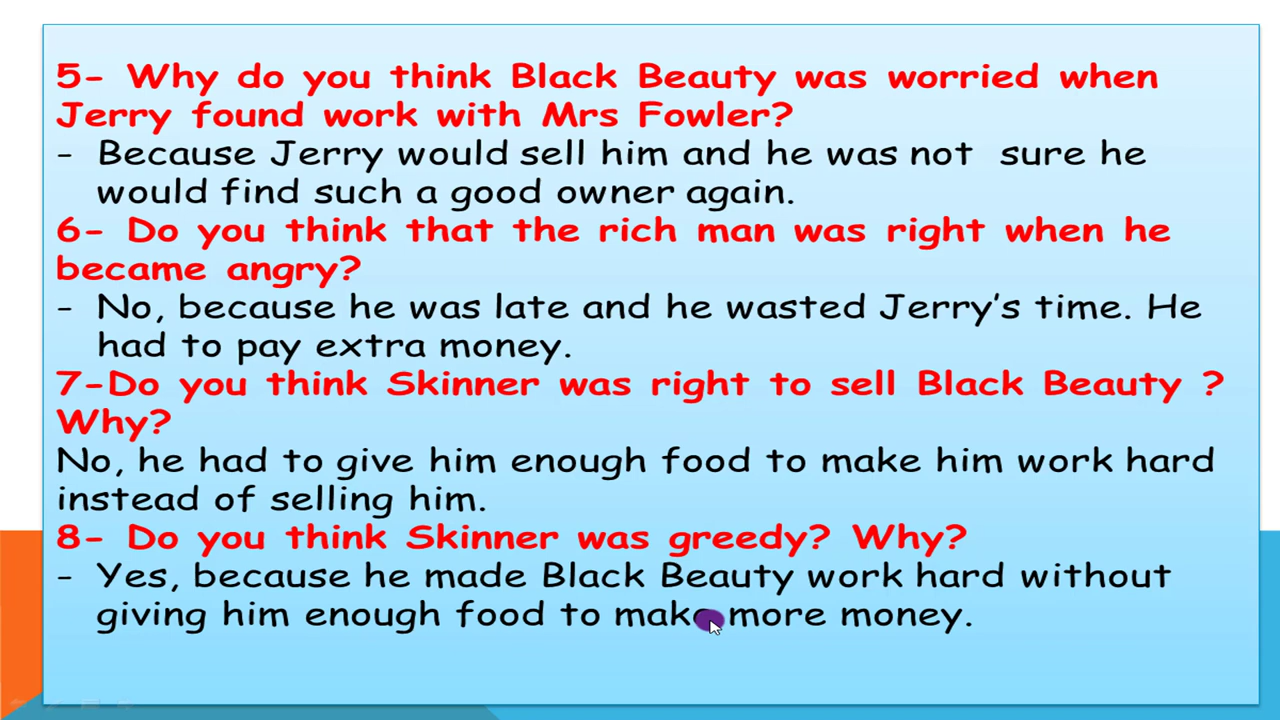 5- Why do you think Black Beauty was worried when
Jerry found work with Mrs Fowler?
- Because Jerry would sell him and he was not sure he
would find such a good owner again.
6- Do you think that the rich man was right when he
became angry?
- No, because he was late and he wasted Jerry's time. He
had to pay extra money.
7-Do you think Skinner was right to sell Black Beauty ?
Why?
No, he had to give him enough food to make him work hard
instead of selling him.
8- Do you think Skinner was greedy? Why?
- Yes, because he made Black Beauty work hard without
giving him enough food to make more money.